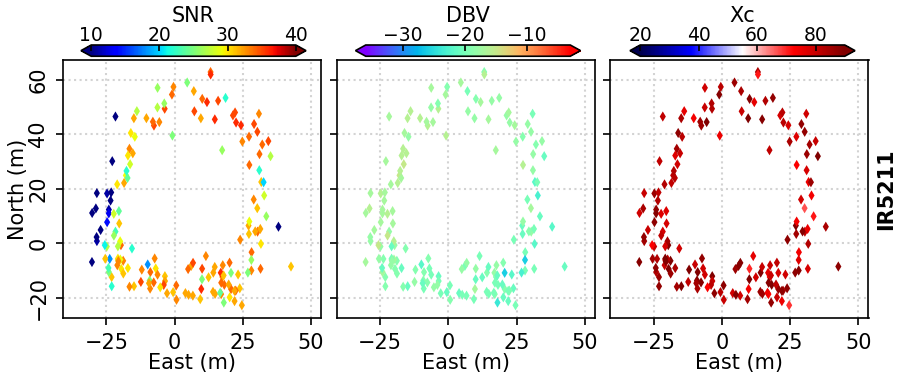 SNR DBV Xc
10 20 30 40 −30 −20 −10 20 40 60 80
60
40
20
0
−20
North (m)
IR5211
−25 0 25 50 −25 0 25 50 −25 0 25 50
East (m) East (m) East (m)